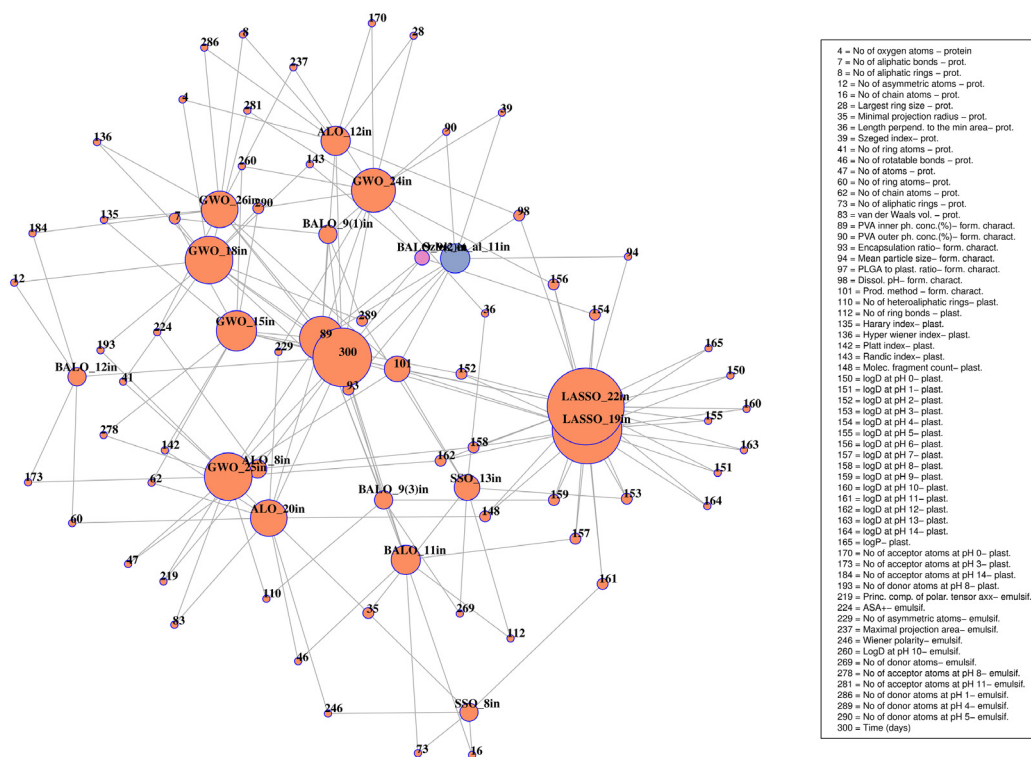 170
8
28
286
237
4
281
39
90
ALO_12in
136
260
143
GWO_24in
GWO_26in
290
98
135
7
BALO_9(1)in
184
GWO_18in
94
12
156
36
154
289
GWO_15in
224
89
193
229
300
165
101
BALO_12in
152
150
41
93
LASSO_22in
160
278
LASSO_19in
155
142
158
163
ALO_8in
162
GWO_25in
151
173
62
SSO_13in
BALO_9(3)in
159
153
164
60
ALO_20in
148
157
BALO_11in
47
219
161
110
83
35
269
112
46
246
SSO_8in
73
16
4 = No of oxygen atoms − protein
7 = No of aliphatic bonds − prot.
8 = No of aliphatic rings − prot.
12 = No of asymmetric atoms − prot.
16 = No of chain atoms − prot.
28 = Largest ring size − prot.
35 = Minimal projection radius − prot.
36 = Length perpend. to the min area− prot.
39 = Szeged index− prot.
41 = No of ring atoms − prot.
46 = No of rotatable bonds − prot.
47 = No of atoms − prot.
60 = No of ring atoms− prot.
62 = No of chain atoms− prot.
73 = No of aliphatic rings − prot.
83 = van der Waals vol. − prot.
89 = PVA inner ph. conc.(%)− form. charact.
90 = PVA outer ph. conc.(%)− form. charact.
93 = Encapsulation ratio− form. charact.
94 = Mean particle size− form. charact.
97 = PLGA to plast. ratio− form. charact.
98 = Dissol. pH− form. charact.
101 = Prod. method − form. charact.
110 = No of heteroaliphatic rings− plast.
112 = No of ring bonds − plast.
135 = Harary index− plast.
136 = Hyper wiener index− plast.
142 = Platt index− plast.
143 = Randic index− plast.
148 = Molec. fragment count− plast.
150 = logD at pH 0− plast.
151 = logD at pH 1− plast.
152 = logD at pH 2− plast.
153 = logD at pH 3− plast.
154 = logD at pH 4− plast.
155 = logD at pH 5− plast.
156 = logD at pH 6− plast.
157 = logD at pH 7− plast.
158 = logD at pH 8− plast.
159 = logD at pH 9− plast.
160 = logD at pH 10− plast.
161 = logD at pH 11− plast.
162 = logD at pH 12− plast.
163 = logD at pH 13− plast.
164 = logD at pH 14− plast.
165 = logP− plast.
170 = No of acceptor atoms at pH 0− plast.
173 = No of acceptor atoms at pH 3− plast.
184 = No of acceptor atoms at pH 14− plast.
193 = No of donor atoms at pH 8− plast.
219 = Princ. comp. of polar. tensor axx− emulsif.
224 = ASA+− emulsif.
229 = No of asymmetric atoms− emulsif.
237 = Maximal projection area− emulsif.
246 = Wiener polarity− emulsif.
260 = LogD at pH 10− emulsif.
269 = No of donor atoms− emulsif.
278 = No of acceptor atoms at pH 8− emulsif.
281 = No of acceptor atoms at pH 11− emulsif.
286 = No of donor atoms at pH 1− emulsif.
289 = No of donor atoms at pH 4− emulsif.
290 = No of donor atoms at pH 5− emulsif.
300 = Time (days)